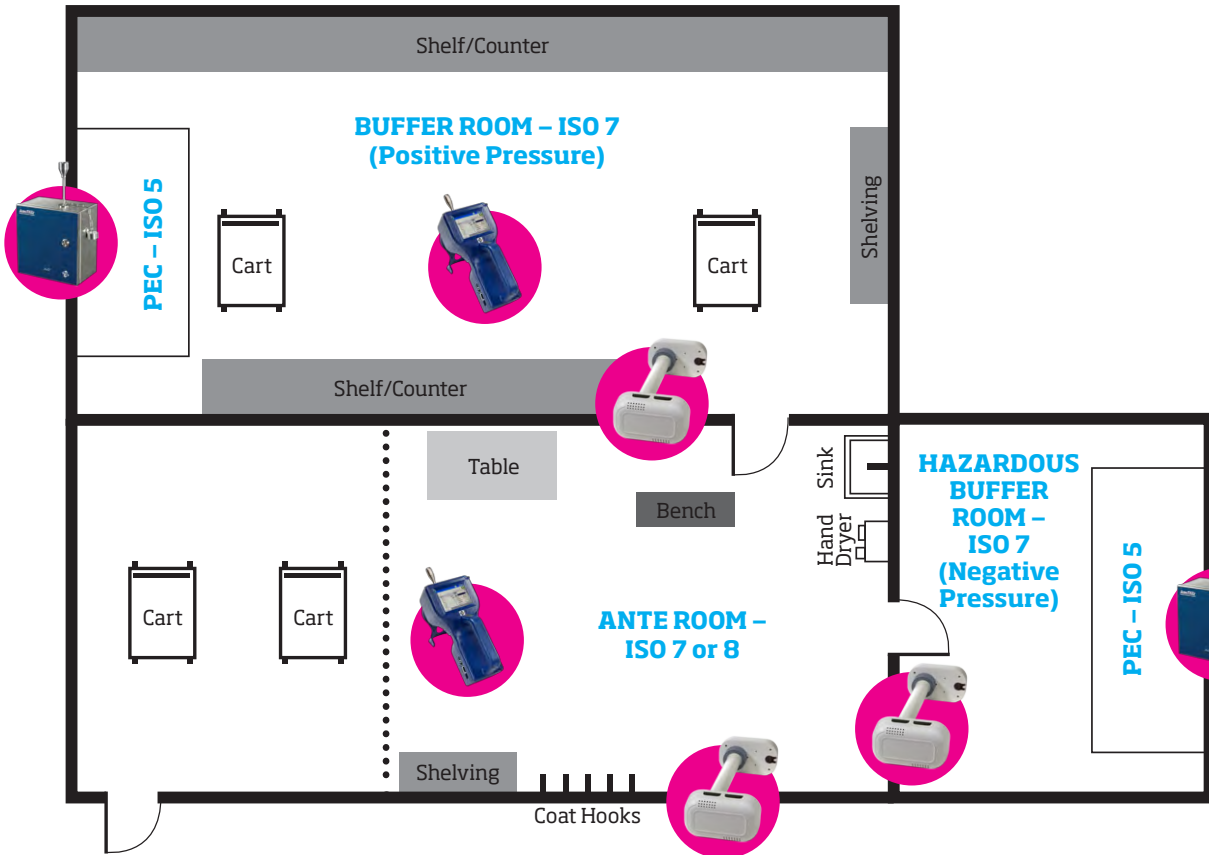 Shelf/Counter
BUFFER ROOM – ISO 7
(Positive Pressure)
PEC – ISO 5
Cart
Cart
Shelving
Shelf/Counter
Table
Bench
Sink
Hand
Dryer
HAZARDOUS
BUFFER
ROOM –
ISO 7
(Negative
Pressure)
PEC – ISO 5
Cart
Cart
ANTE ROOM –
ISO 7 or 8
Shelving
Coat Hooks